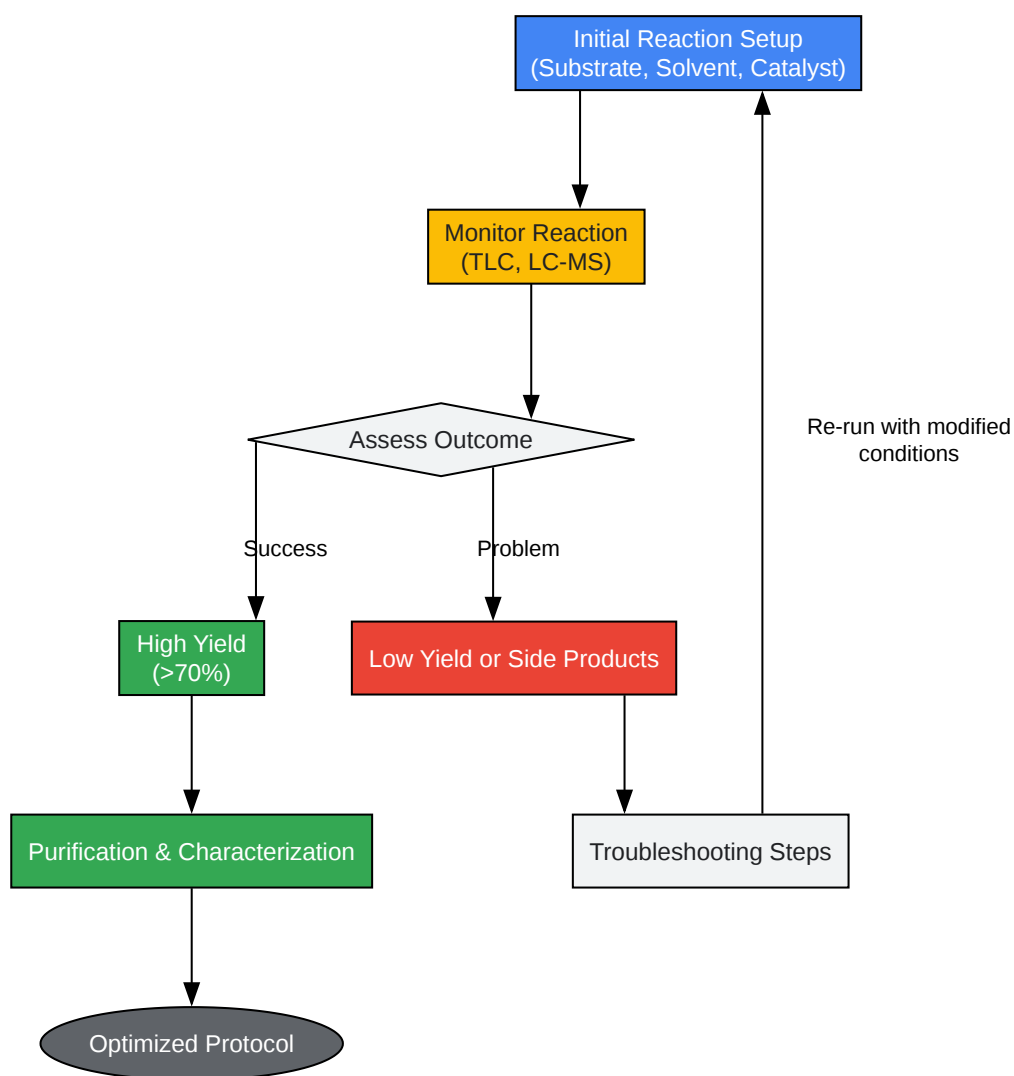 Initial Reaction Setup
(Substrate, Solvent, Catalyst)
Monitor Reaction
(TLC, LC-MS)
Assess Outcome
Re-run with modified
conditions
Success
Problem
High Yield
(>70%)
Low Yield or Side Products
Purification & Characterization
Troubleshooting Steps
Optimized Protocol